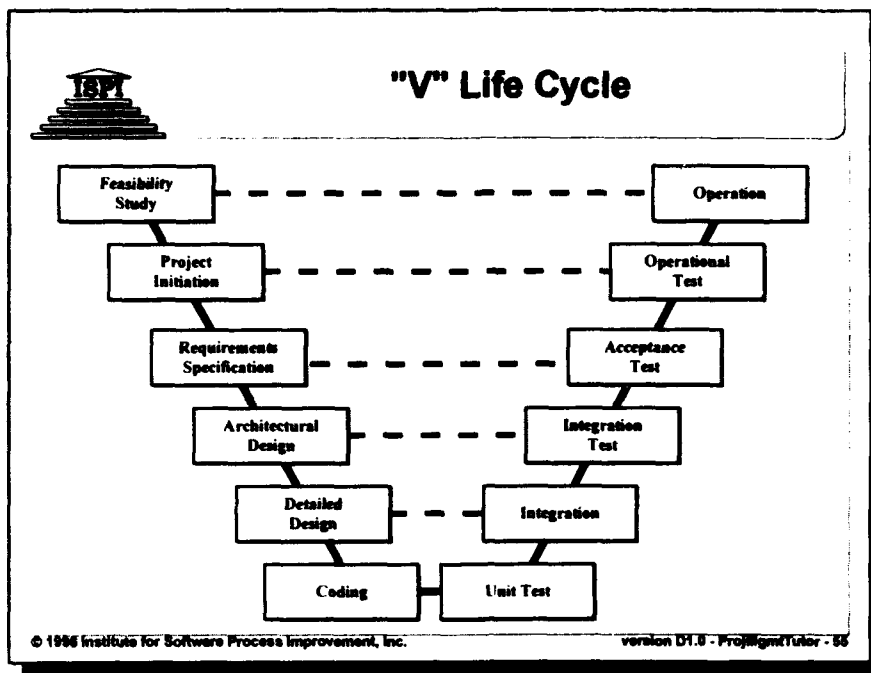 ISPI
"V" Life Cycle
Feasibility
Study
Operation
Project
Initiation
Operational
Test
Requirements
Specification
Acceptance
Test
Architectural
Design
Integration
Test
Detailed
Design
Integration
Coding
Unit Test
© 1996 Institute for Software Process Improvement, Inc.
version D1.0 - ProjMgmtTutor -